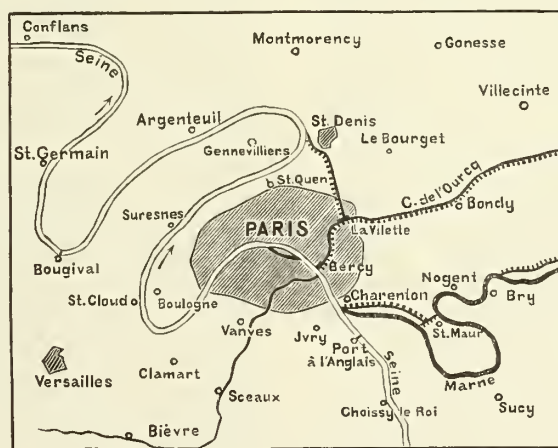 Conflans
Seine
Montmorency
Gonesse
Villecinte
Argenteuil
St. Denis
Le Bourget
St. Germain
Gennevilliers
St. Ouen
C. de l'Ourcq
Bondy
Suresnes
PARIS
La Vilette
Bougival
Bercy
Nogent
Bry
St. Cloud
Boulogne
Charenton
St. Maur
Vanves
Jvry
Port
à l'Anglais
Marne
Versailles
Clamart
Seine
Sceaux
Choissy le Roi
Sucy
Bièvre